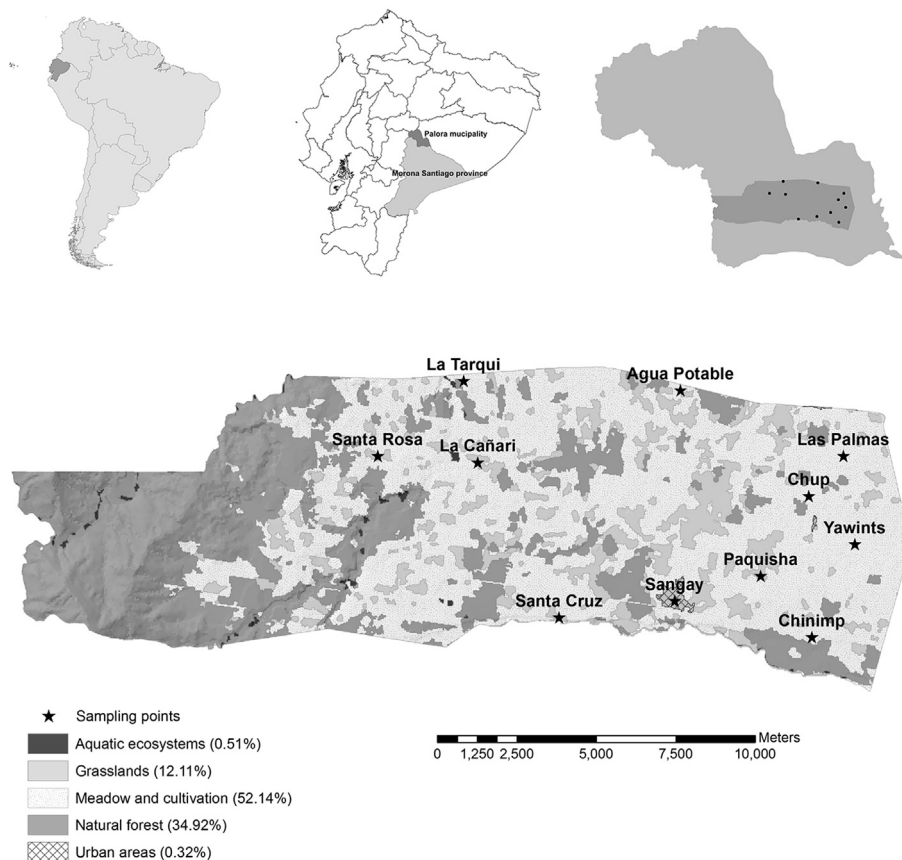 Palora mucipality
Morona Santiago province
La Tarqui
Agua Potable
Santa Rosa
La Cañari
Las Palmas
Chup
Yawints
Paquisha
Sangay
Santa Cruz
Chinimp
Sampling points
Aquatic ecosystems (0.51%)
Grasslands (12.11%)
Meadow and cultivation (52.14%)
Natural forest (34.92%)
Urban areas (0.32%)
Meters
0 1,250 2,500 5,000 7,500 10,000